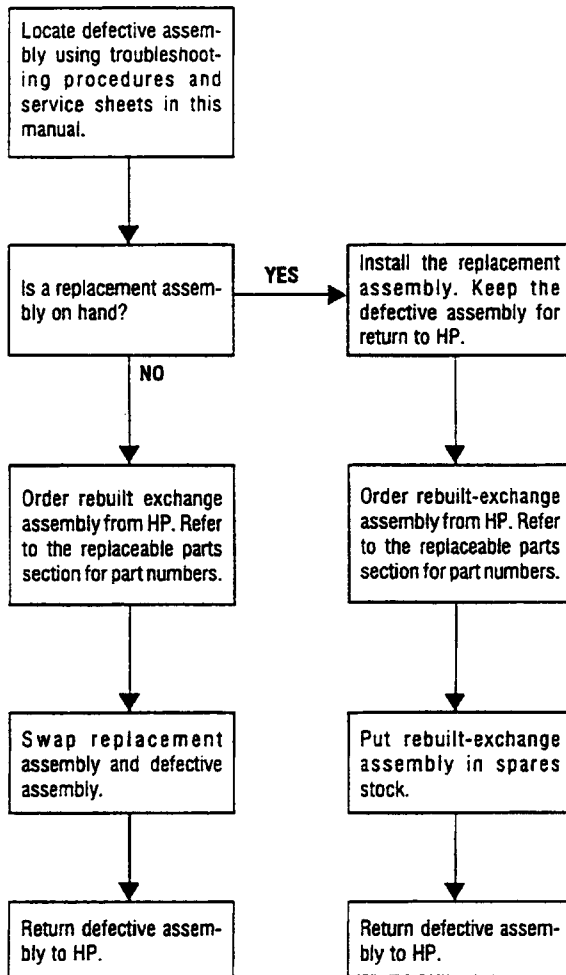 Locate defective assem-
bly using troubleshoot-
ing procedures and
service sheets in this
manual.
Is a replacement assem-
bly on hand?
YES
Install the replacement
assembly. Keep the
defective assembly for
return to HP.
NO
Order rebuilt exchange
assembly from HP. Refer
to the replaceable parts
section for part numbers.
Order rebuilt-exchange
assembly from HP. Refer
to the replaceable parts
section for part numbers.
Swap replacement
assembly and defective
assembly.
Put rebuilt-exchange
assembly in spares
stock.
Return defective assem-
bly to HP.
Return defective assem-
bly to HP.